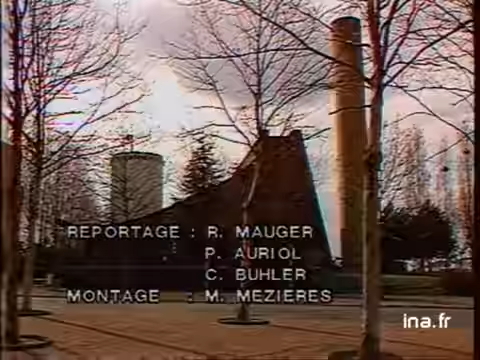 REPORTAGE : R. MAUGER
P. AURIOL
C. BUHLER
MONTAGE : M. MEZIERES
ina.fr